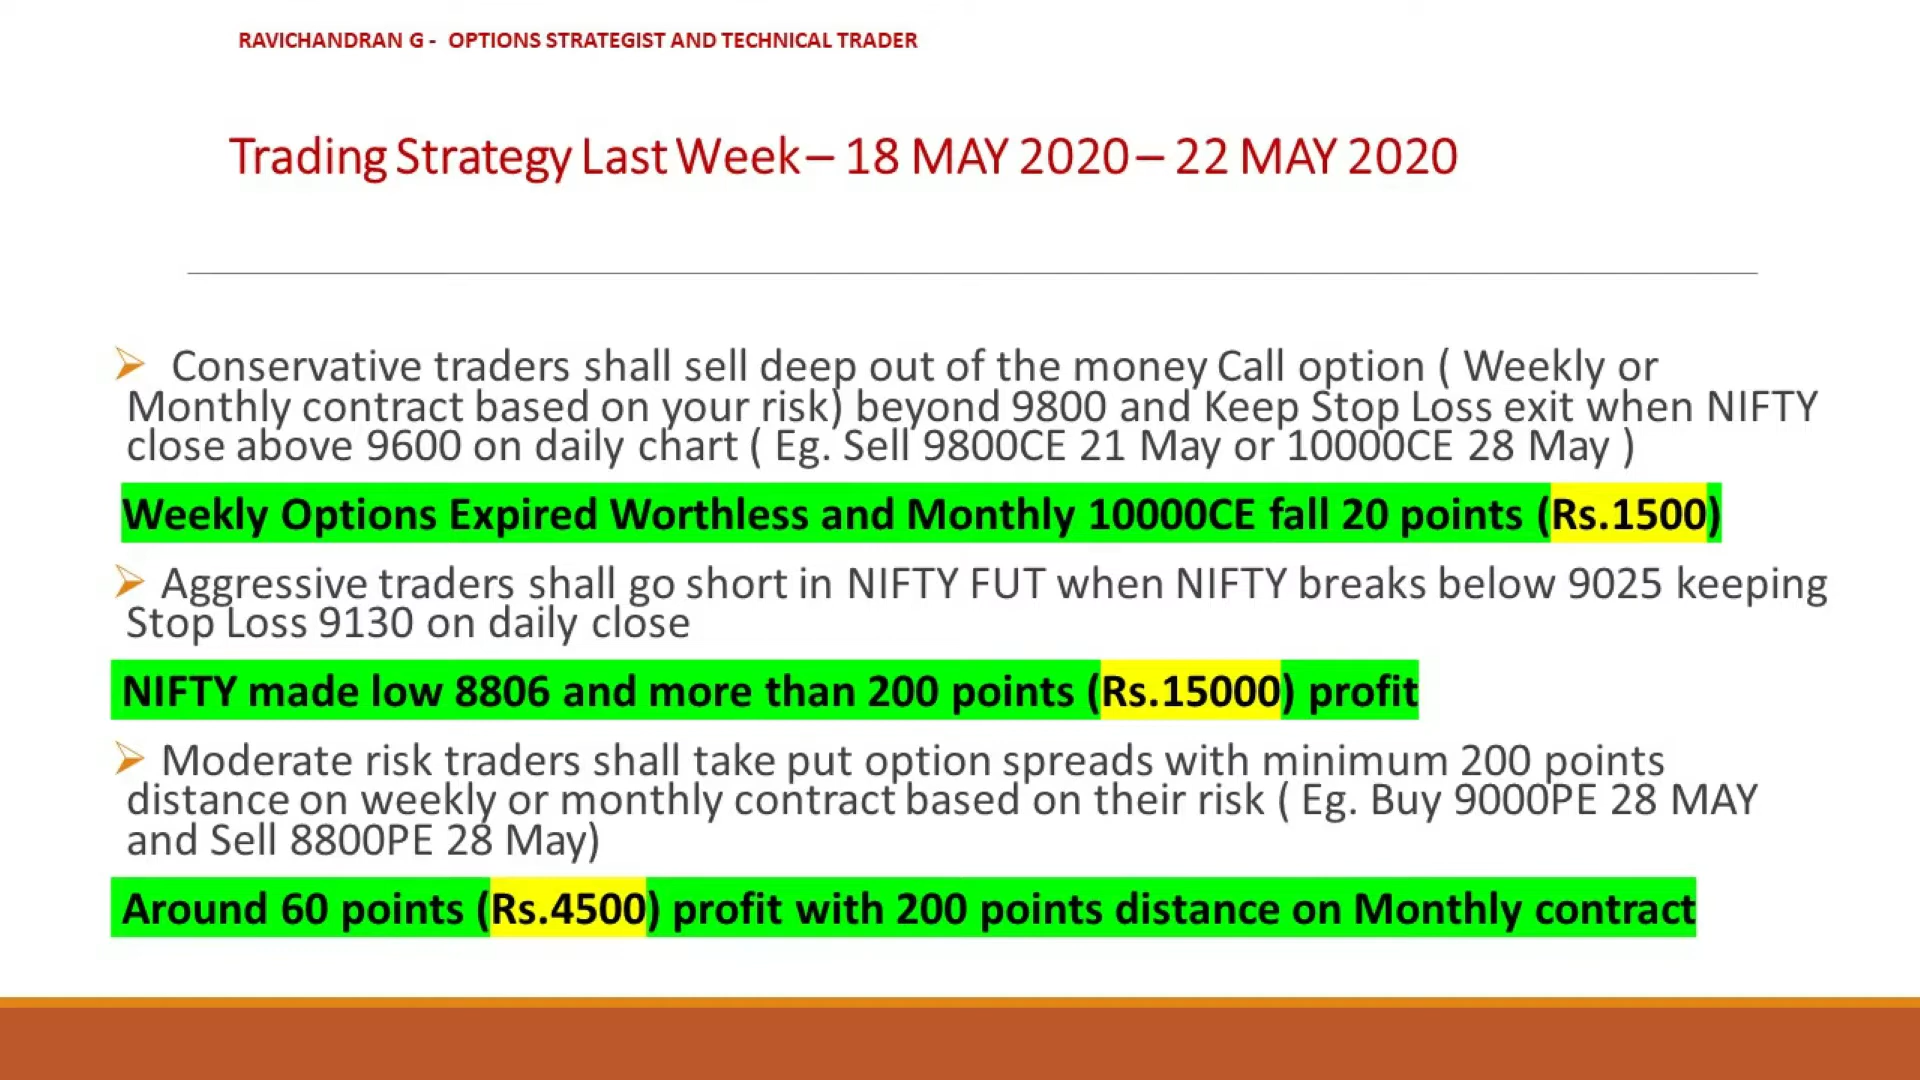 RAVICHANDRAN G - OPTIONS STRATEGIST AND TECHNICAL TRADER
Trading Strategy Last Week – 18 MAY 2020 – 22 MAY 2020
➢ Conservative traders shall sell deep out of the money Call option ( Weekly or
Monthly contract based on your risk) beyond 9800 and Keep Stop Loss exit when NIFTY
close above 9600 on daily chart ( Eg. Sell 9800CE 21 May or 10000CE 28 May )
Weekly Options Expired Worthless and Monthly 10000CE fall 20 points (Rs.1500)
➢ Aggressive traders shall go short in NIFTY FUT when NIFTY breaks below 9025 keeping
Stop Loss 9130 on daily close
NIFTY made low 8806 and more than 200 points (Rs.15000) profit
➢ Moderate risk traders shall take put option spreads with minimum 200 points
distance on weekly or monthly contract based on their risk ( Eg. Buy 9000PE 28 MAY
and Sell 8800PE 28 May)
Around 60 points (Rs.4500) profit with 200 points distance on Monthly contract